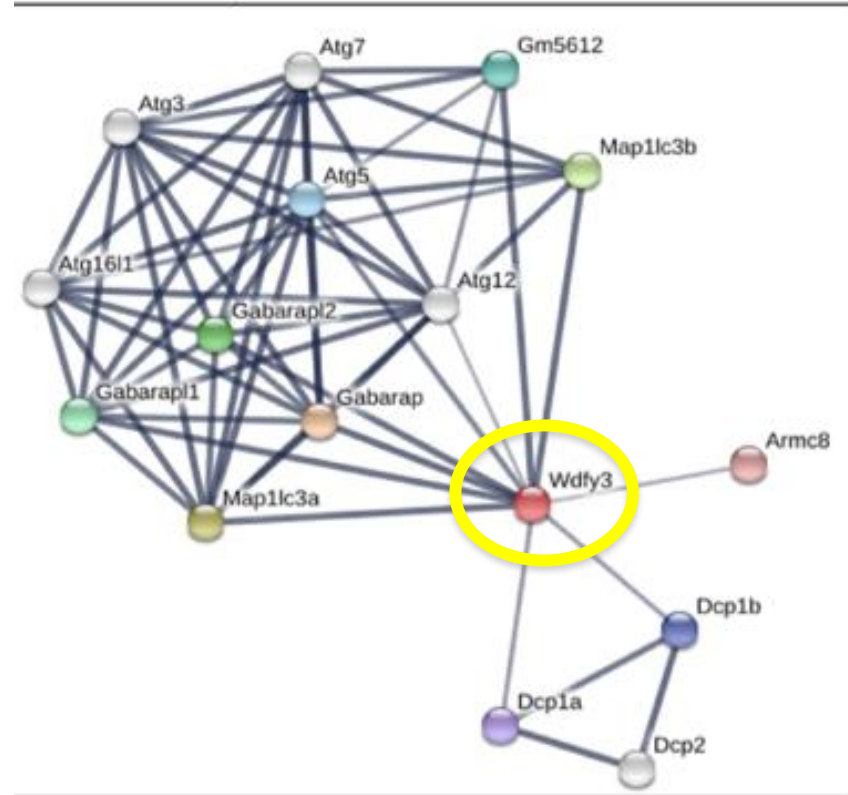 Atg7
Gm5612
Atg3
Map1lc3b
Atg5
Atg16l1
Atg12
Gabarapl2
Gabarapl1
Gabarap
Armc8
Wdfy3
Map1lc3a
Dcp1b
Dcp1a
Dcp2